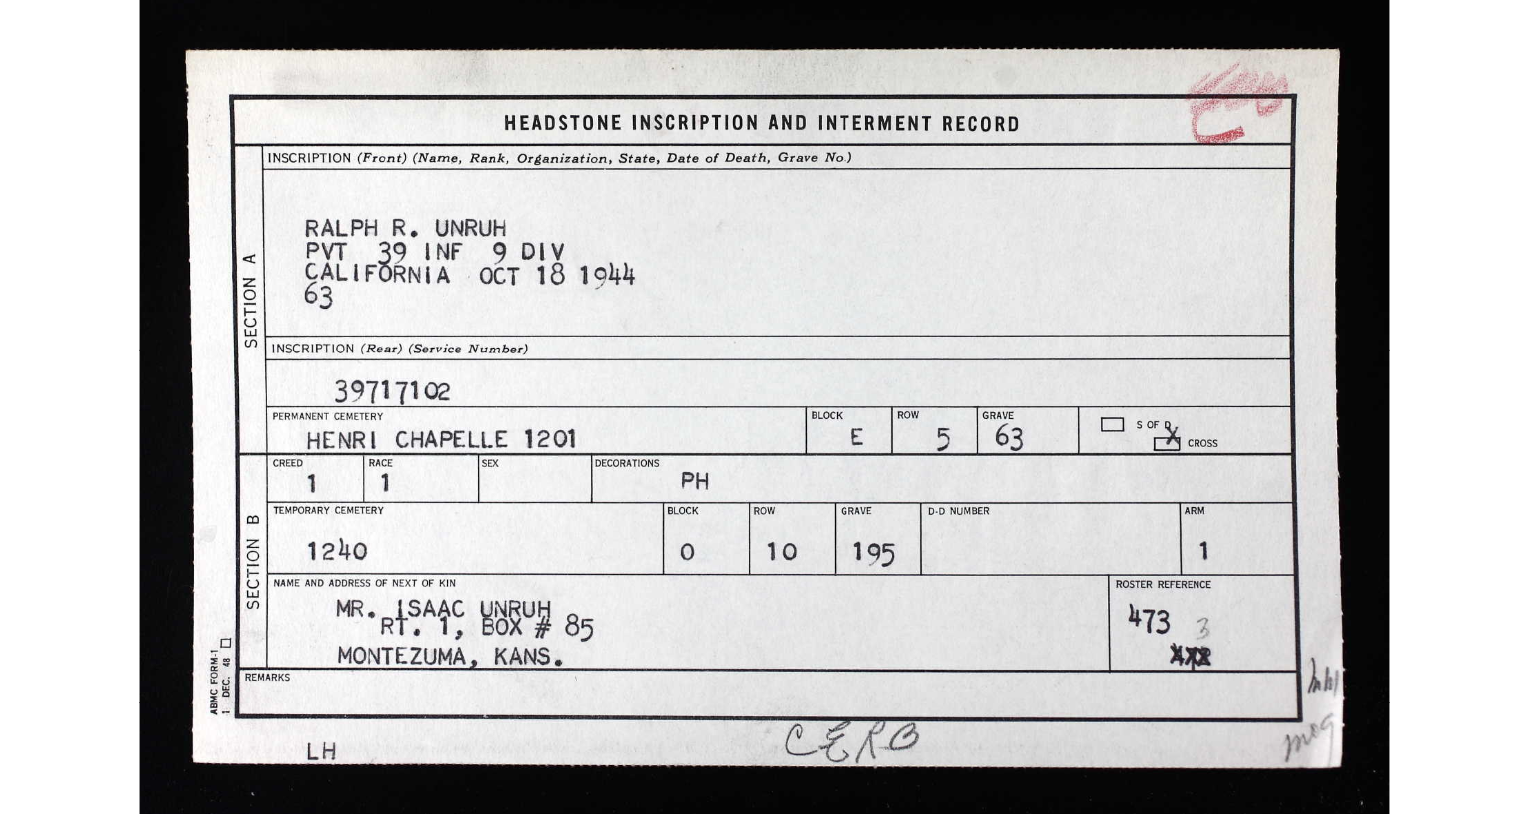 HEADSTONE INSCRIPTION AND INTERMENT RECORD
SECTION A
INSCRIPTION (Front) (Name, Rank, Organization, State, Date of Death, Grave No.)
RALPH R. UNRUH
PVT 39 INF 9 DIV
CALIFORNIA OCT 18 1944
63
INSCRIPTION (Rear) (Service Number)
39717102
PERMANENT CEMETERY BLOCK ROW GRAVE
HENRI CHAPELLE 1201 E 5 63
S OF D
X CROSS
SECTION B
CREED RACE SEX DECORATIONS
1 1 PH
TEMPORARY CEMETERY BLOCK ROW GRAVE D-D NUMBER ARM
1240 0 10 195 1
NAME AND ADDRESS OF NEXT OF KIN ROSTER REFERENCE
MR. ISAAC UNRUH
RT. 1, BOX # 85
MONTEZUMA, KANS.
473 3
REMARKS
ABMC FORM-1
1 DEC. 48
LH
CERB